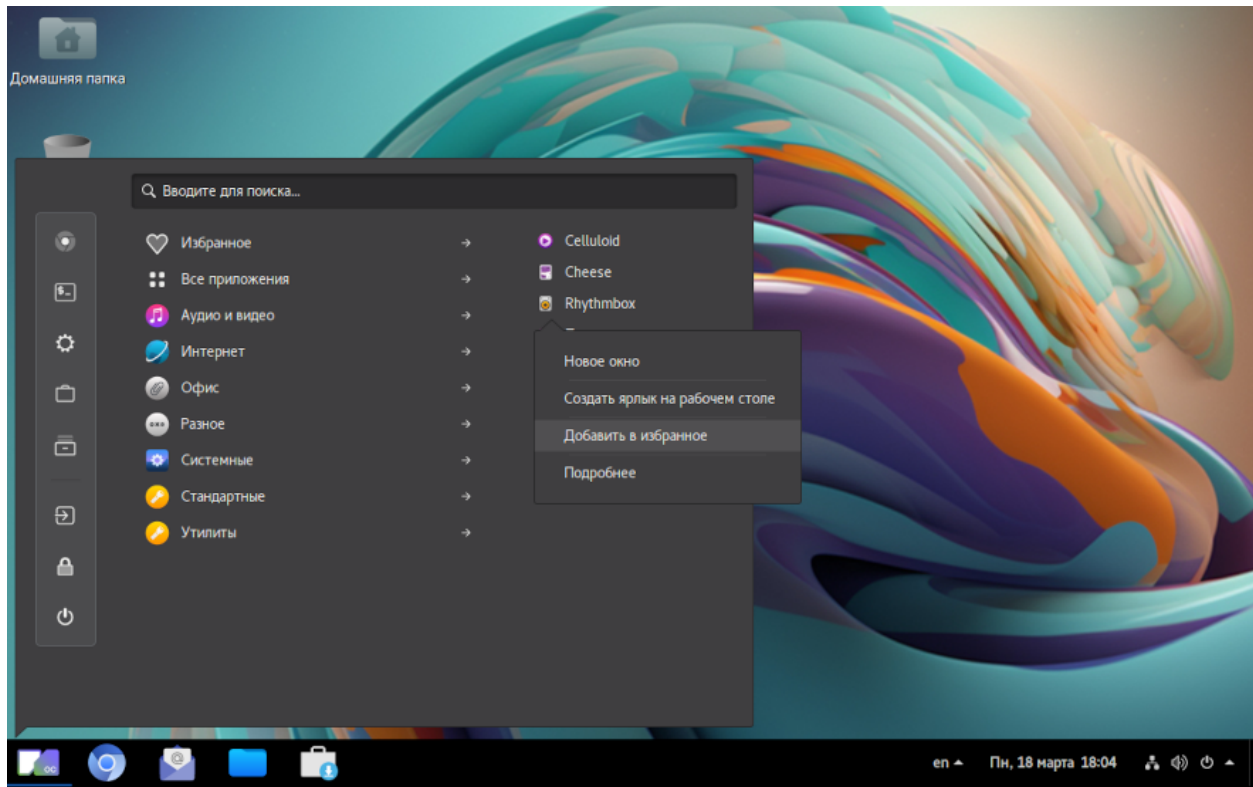 Домашняя папка
Вводите для поиска...
Избранное
Все приложения
Аудио и видео
Интернет
Офис
Разное
Системные
Стандартные
Утилиты
Celluloid
Cheese
Rhythmbox
Новое окно
Создать ярлык на рабочем столе
Добавить в избранное
Подробнее
ОС
en
Пн, 18 марта 18:04